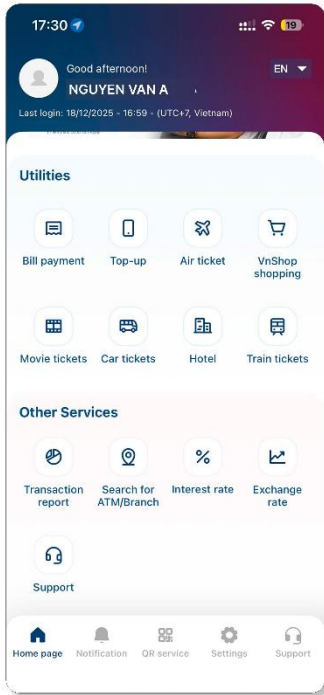 17:30
19
Good afternoon!
EN
NGUYEN VAN A
Last login: 18/12/2025 - 16:59 - (UTC+7, Vietnam)
Utilities
Bill payment
Top-up
Air ticket
VnShop
shopping
Movie tickets
Car tickets
Hotel
Train tickets
Other Services
Transaction
report
Search for
ATM/Branch
Interest rate
Exchange
rate
Support
Home page
Notification
QR service
Settings
Support